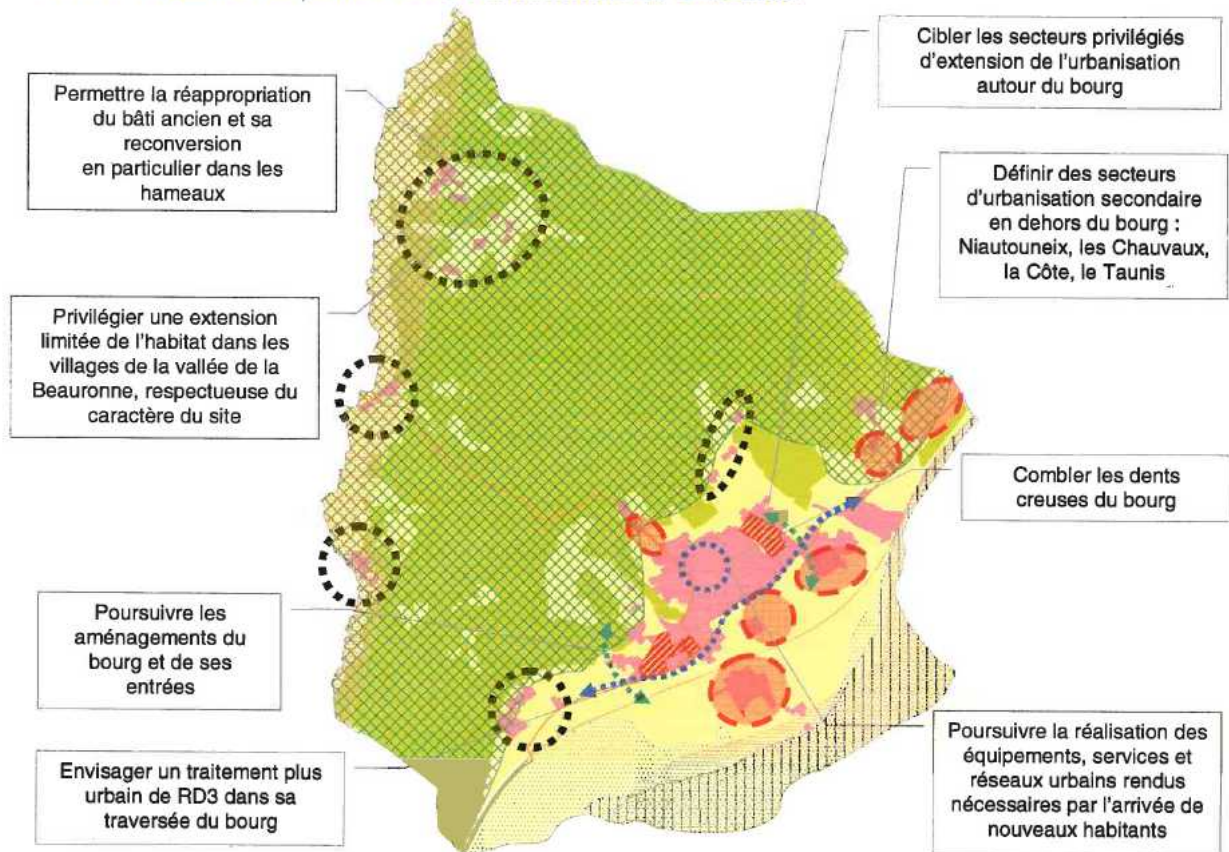 Permettre la réappropriation
du bâti ancien et sa
reconversion
en particulier dans les
hameaux
Privilégier une extension
limitée de l'habitat dans les
villages de la vallée de la
Beauronne, respectueuse du
caractère du site
Poursuivre les
aménagements du
bourg et de ses
entrées
Envisager un traitement plus
urbain de RD3 dans sa
traversée du bourg
Cibler les secteurs privilégiés
d'extension de l'urbanisation
autour du bourg
Définir des secteurs
d'urbanisation secondaire
en dehors du bourg :
Niautouneix, les Chauvaux,
la Côte, le Taunis
Combler les dents
creuses du bourg
Poursuivre la réalisation des
équipements, services et
réseaux urbains rendus
nécessaires par l'arrivée de
nouveaux habitants